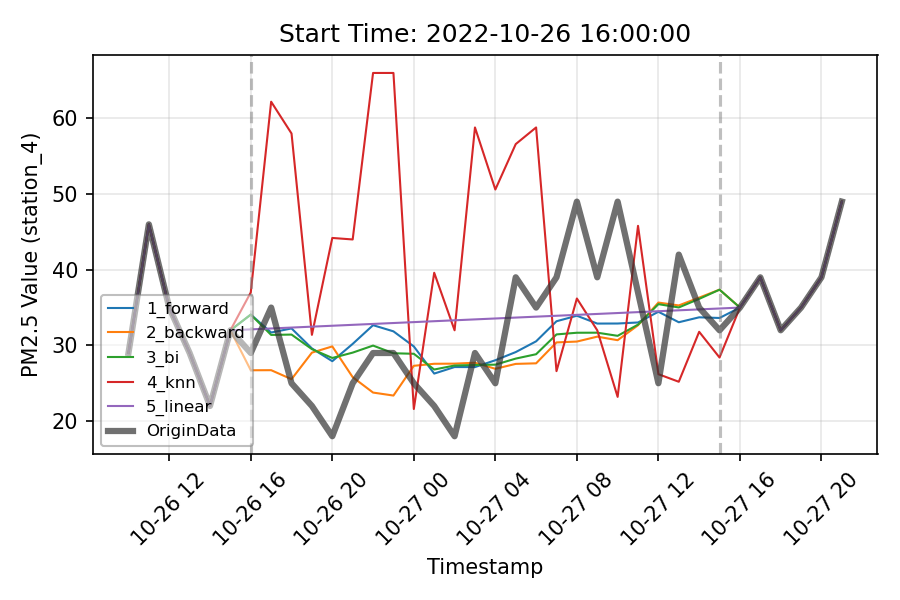 Start Time: 2022-10-26 16:00:00
PM2.5 Value (station_4)
60
50
40
30
20
1_forward
2_backward
3_bi
4_knn
5_linear
OriginData
10-26 12
10-26 16
10-26 20
10-27 00
10-27 04
10-27 08
10-27 12
10-27 16
10-27 20
Timestamp